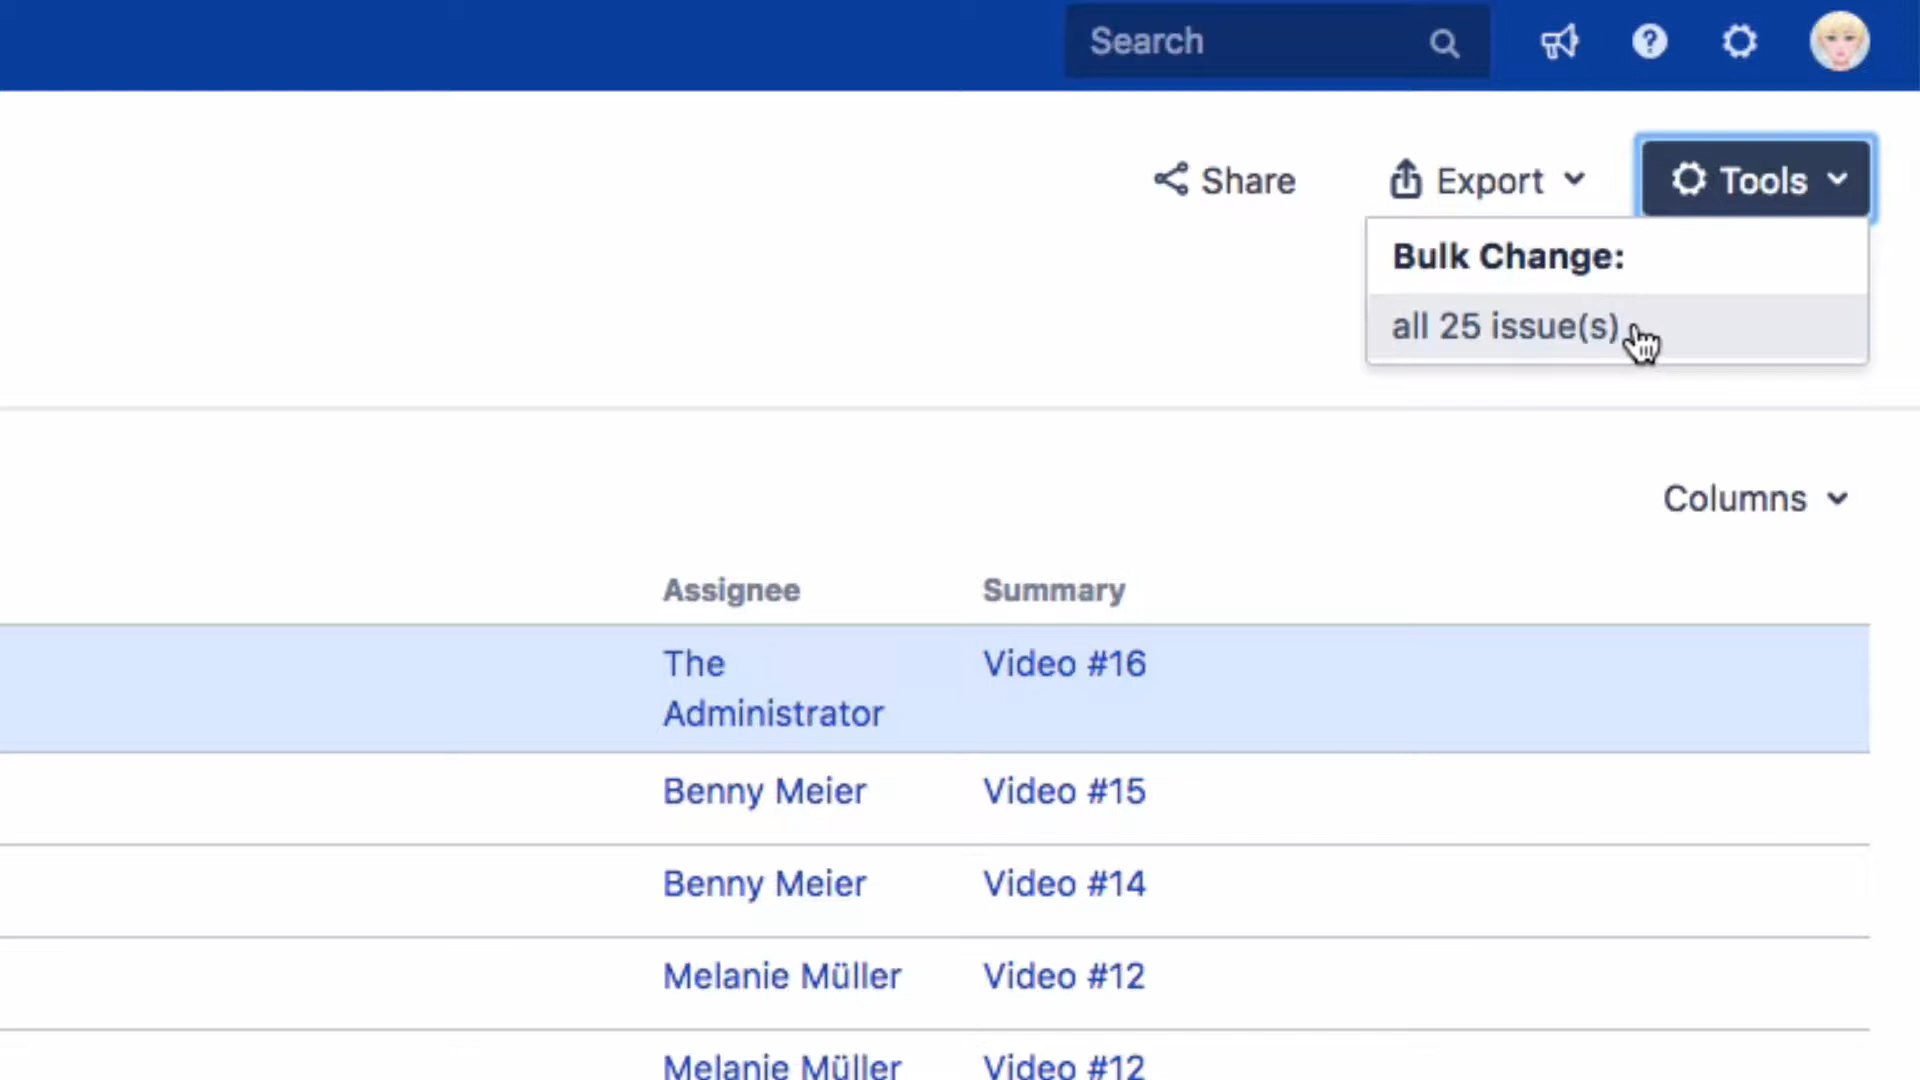 Search
Share
Export
Tools
Bulk Change:
all 25 issue(s)
Columns
Assignee Summary
The Administrator Video #16
Benny Meier Video #15
Benny Meier Video #14
Melanie Müller Video #12
Melanie Müller Video #12